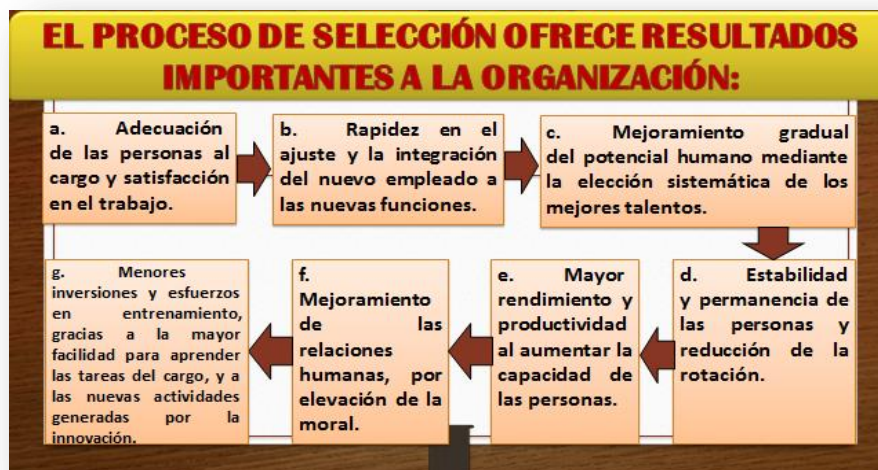 EL PROCESO DE SELECCIÓN OFRECE RESULTADOS
IMPORTANTES A LA ORGANIZACIÓN:
a. Adecuación
de las personas al
cargo y satisfacción
en el trabajo.
b. Rapidez en el
ajuste y la integración
del nuevo empleado a
las nuevas funciones.
c. Mejoramiento gradual
del potencial humano mediante
la elección sistemática de los
mejores talentos.
d. Estabilidad
y permanencia de
las personas y
reducción de la
rotación.
e. Mayor
rendimiento y
productividad
al aumentar la
capacidad de
las personas.
f.
Mejoramiento
de las
relaciones
humanas, por
elevación de la
moral.
g. Menores
inversiones y esfuerzos
en entrenamiento,
gracias a la mayor
facilidad para aprender
las tareas del cargo, y a
las nuevas actividades
generadas por la
innovación.